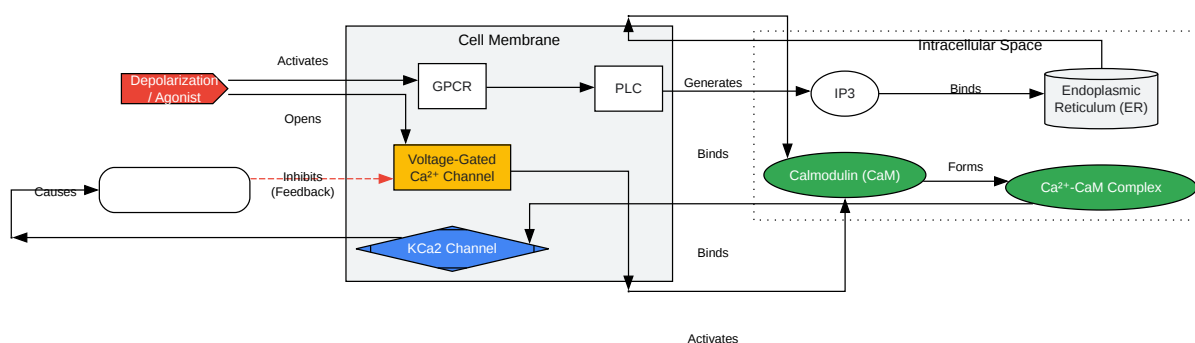 Cell Membrane
Intracellular Space
Depolarization
/ Agonist
Activates
Opens
GPCR
PLC
Generates
IP3
Binds
Endoplasmic
Reticulum (ER)
Voltage-Gated
Ca²⁺ Channel
Inhibits
(Feedback)
Causes
Binds
Calmodulin (CaM)
Forms
Ca²⁺-CaM Complex
KCa2 Channel
Binds
Activates